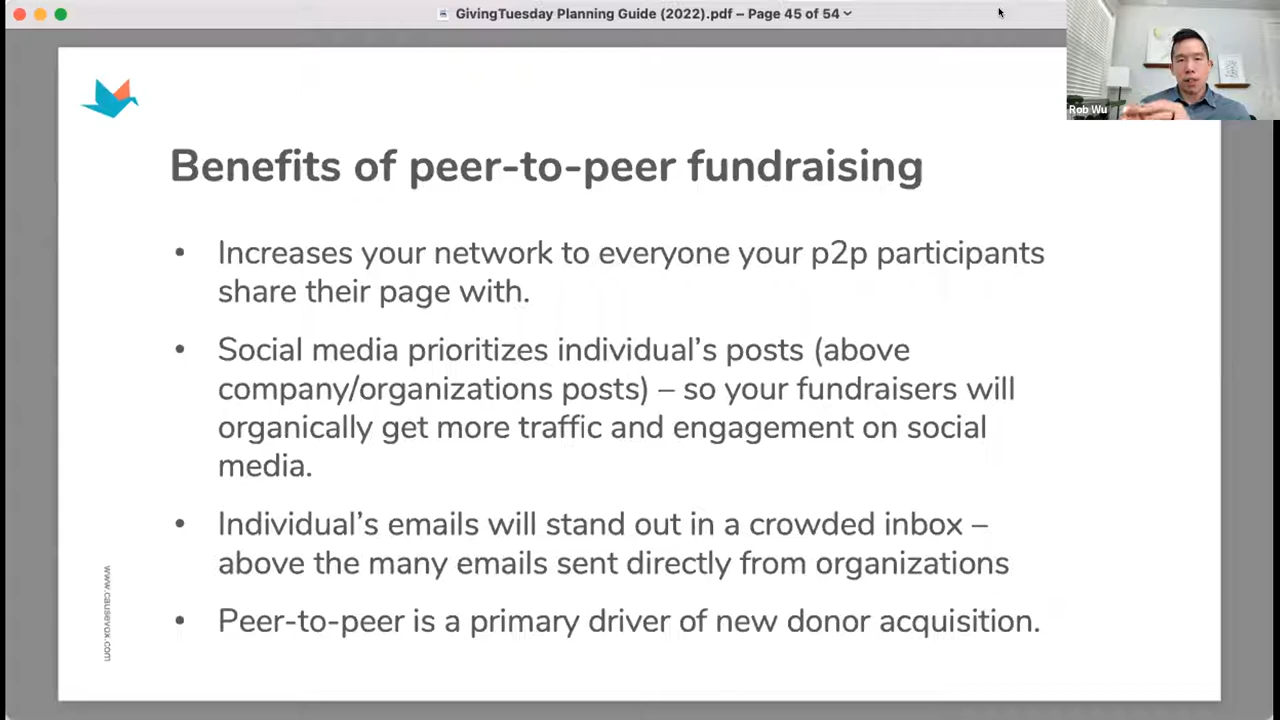 GivingTuesday Planning Guide (2022).pdf – Page 45 of 54
Rob Wu
Benefits of peer-to-peer fundraising
• Increases your network to everyone your p2p participants
share their page with.
• Social media prioritizes individual’s posts (above
company/organizations posts) – so your fundraisers will
organically get more traffic and engagement on social
media.
• Individual’s emails will stand out in a crowded inbox –
above the many emails sent directly from organizations
• Peer-to-peer is a primary driver of new donor acquisition.
www.causevox.com